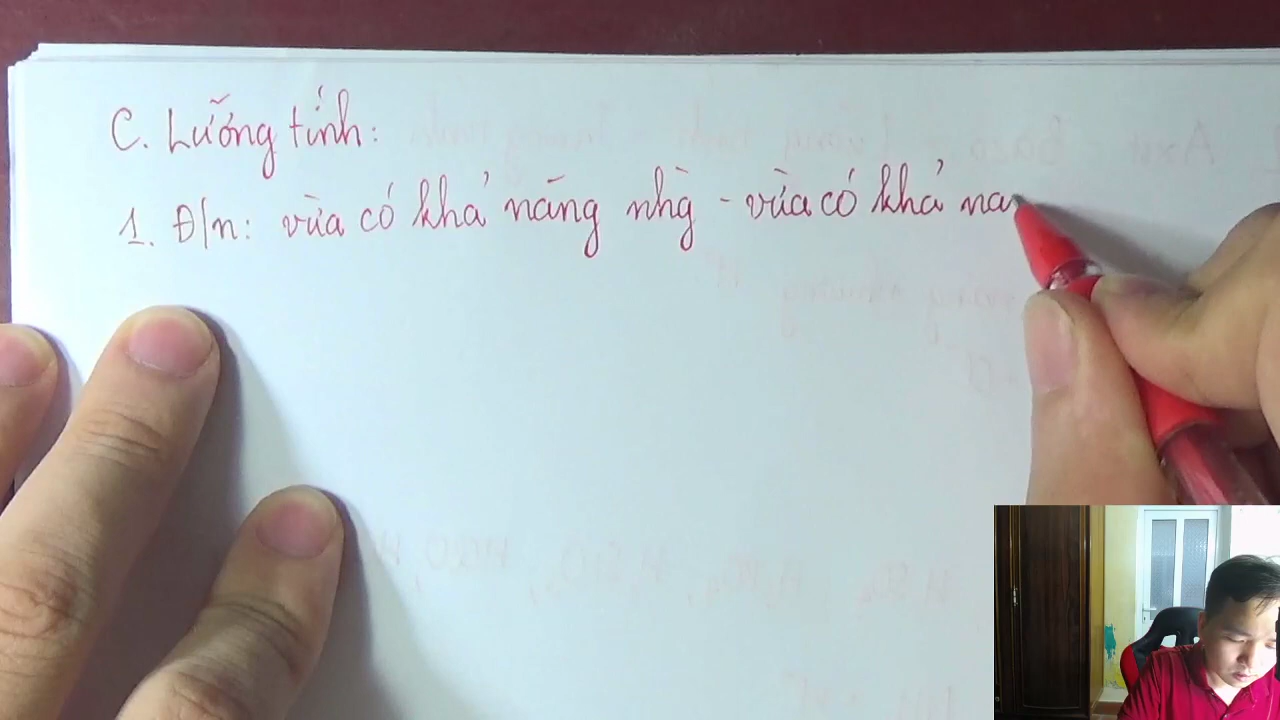 C. Lưỡng tính:
1. Đ/n: vừa có khả năng nhg - vừa có khả na